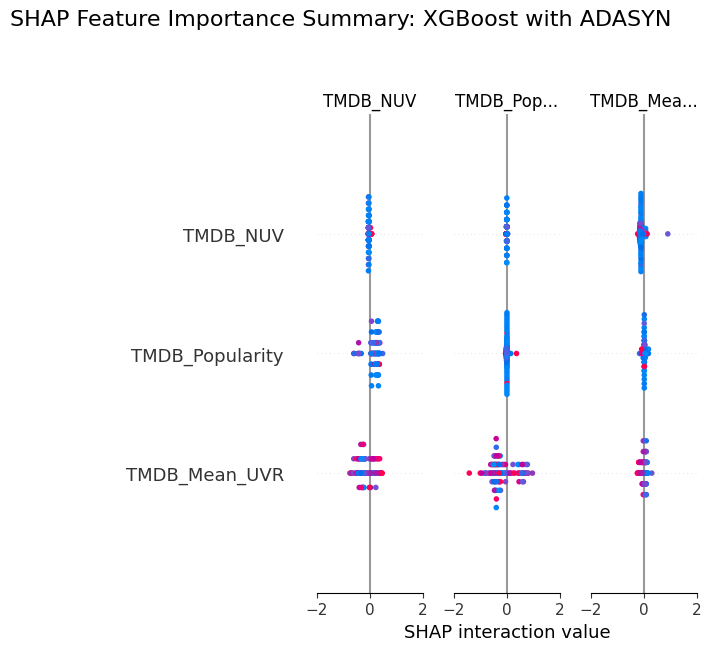 SHAP Feature Importance Summary: XGBoost with ADASYN
TMDB_NUV TMDB_Pop... TMDB_Mea...
TMDB_NUV
TMDB_Popularity
TMDB_Mean_UVR
−2 0 2 −2 0 2 −2 0 2
SHAP interaction value